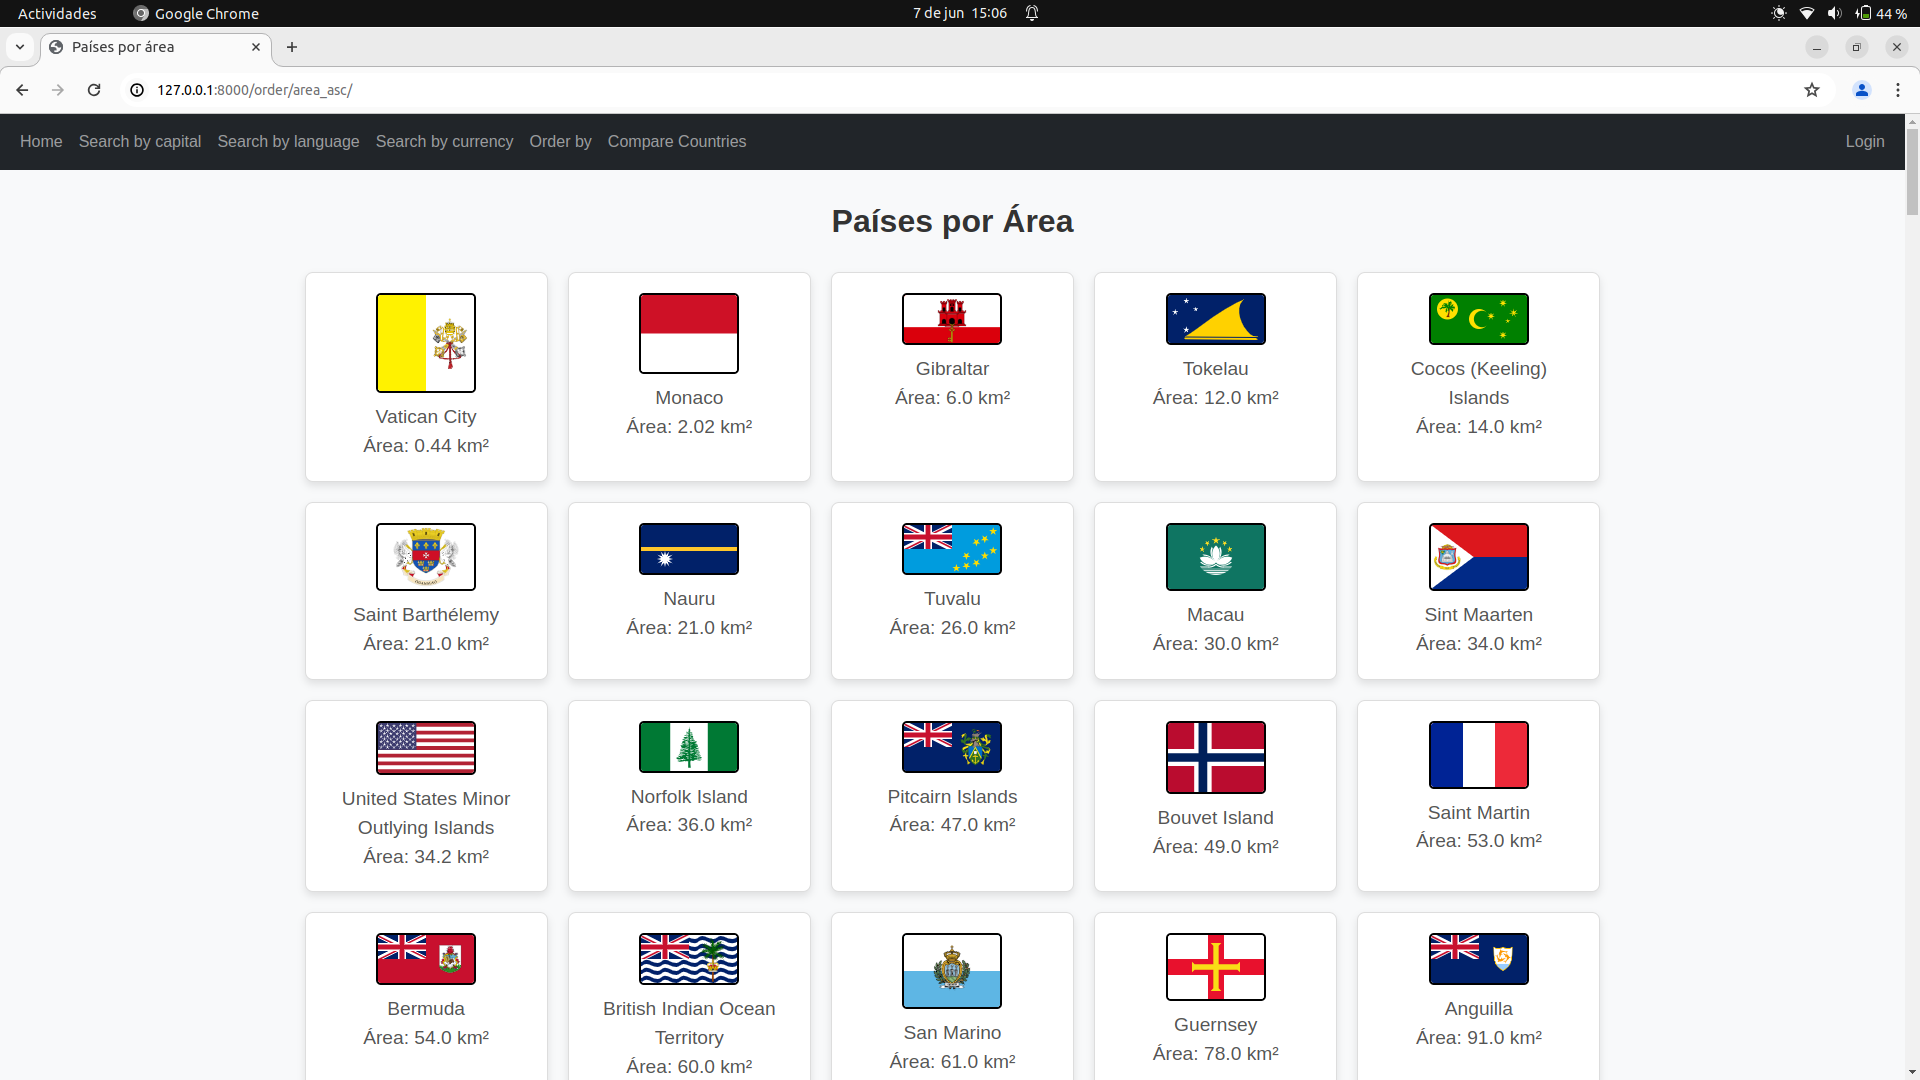 Actividades
Google Chrome
7 de jun 15:06
44 %
Países por área
127.0.0.1:8000/order/area_asc/
Home
Search by capital
Search by language
Search by currency
Order by
Compare Countries
Login
Países por Área
Vatican City
Área: 0.44 km²
Monaco
Área: 2.02 km²
Gibraltar
Área: 6.0 km²
Tokelau
Área: 12.0 km²
Cocos (Keeling)
Islands
Área: 14.0 km²
Saint Barthélemy
Área: 21.0 km²
Nauru
Área: 21.0 km²
Tuvalu
Área: 26.0 km²
Macau
Área: 30.0 km²
Sint Maarten
Área: 34.0 km²
United States Minor
Outlying Islands
Área: 34.2 km²
Norfolk Island
Área: 36.0 km²
Pitcairn Islands
Área: 47.0 km²
Bouvet Island
Área: 49.0 km²
Saint Martin
Área: 53.0 km²
Bermuda
Área: 54.0 km²
British Indian Ocean
Territory
Área: 60.0 km²
San Marino
Área: 61.0 km²
Guernsey
Área: 78.0 km²
Anguilla
Área: 91.0 km²